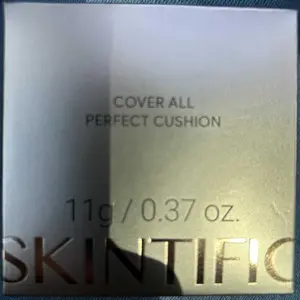 COVER ALL
PERFECT CUSHION
11g / 0.37 oz.
SKINTIFIC